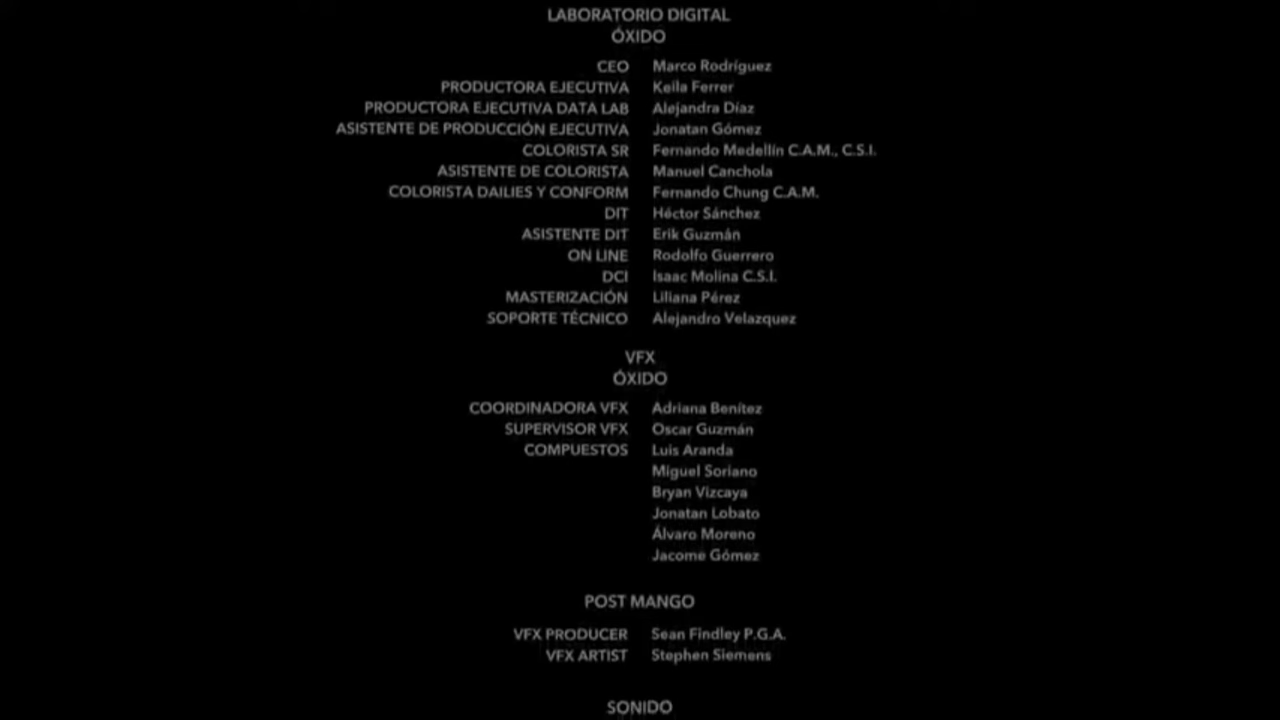 LABORATORIO DIGITAL
ÓXIDO
CEO Marco Rodríguez
PRODUCTORA EJECUTIVA Keila Ferrer
PRODUCTORA EJECUTIVA DATA LAB Alejandra Díaz
ASISTENTE DE PRODUCCIÓN EJECUTIVA Jonatan Gómez
COLORISTA SR Fernando Medellín C.A.M., C.S.I.
ASISTENTE DE COLORISTA Manuel Canchola
COLORISTA DAILIES Y CONFORM Fernando Chung C.A.M.
DIT Héctor Sánchez
ASISTENTE DIT Erik Guzmán
ON LINE Rodolfo Guerrero
DCI Isaac Molina C.S.I.
MASTERIZACIÓN Liliana Pérez
SOPORTE TÉCNICO Alejandro Velazquez
VFX
ÓXIDO
COORDINADORA VFX Adriana Benítez
SUPERVISOR VFX Oscar Guzmán
COMPUESTOS Luis Aranda
Miguel Soriano
Bryan Vizcaya
Jonatan Lobato
Álvaro Moreno
Jacome Gómez
POST MANGO
VFX PRODUCER Sean Findley P.G.A.
VFX ARTIST Stephen Siemens
SONIDO